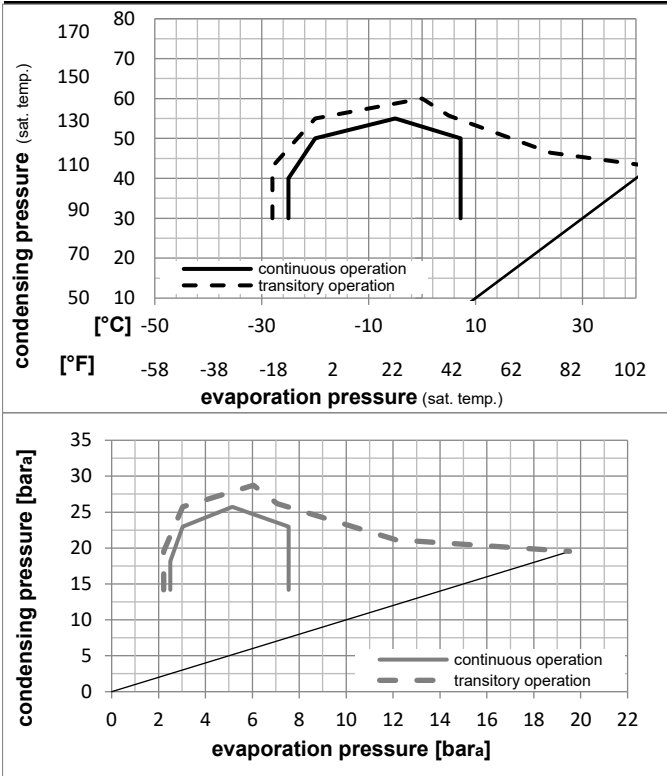 condensing pressure (sat. temp.)
170 80
150 70
60
130 50
110 40
90 30
70 20
50 10
continuous operation
transitory operation
[°C] -50 -30 -10 10 30
[°F] -58 -38 -18 2 22 42 62 82 102
evaporation pressure (sat. temp.)
condensing pressure [bara]
35
30
25
20
15
10
5
0
continuous operation
transitory operation
0 2 4 6 8 10 12 14 16 18 20 22
evaporation pressure [bara]